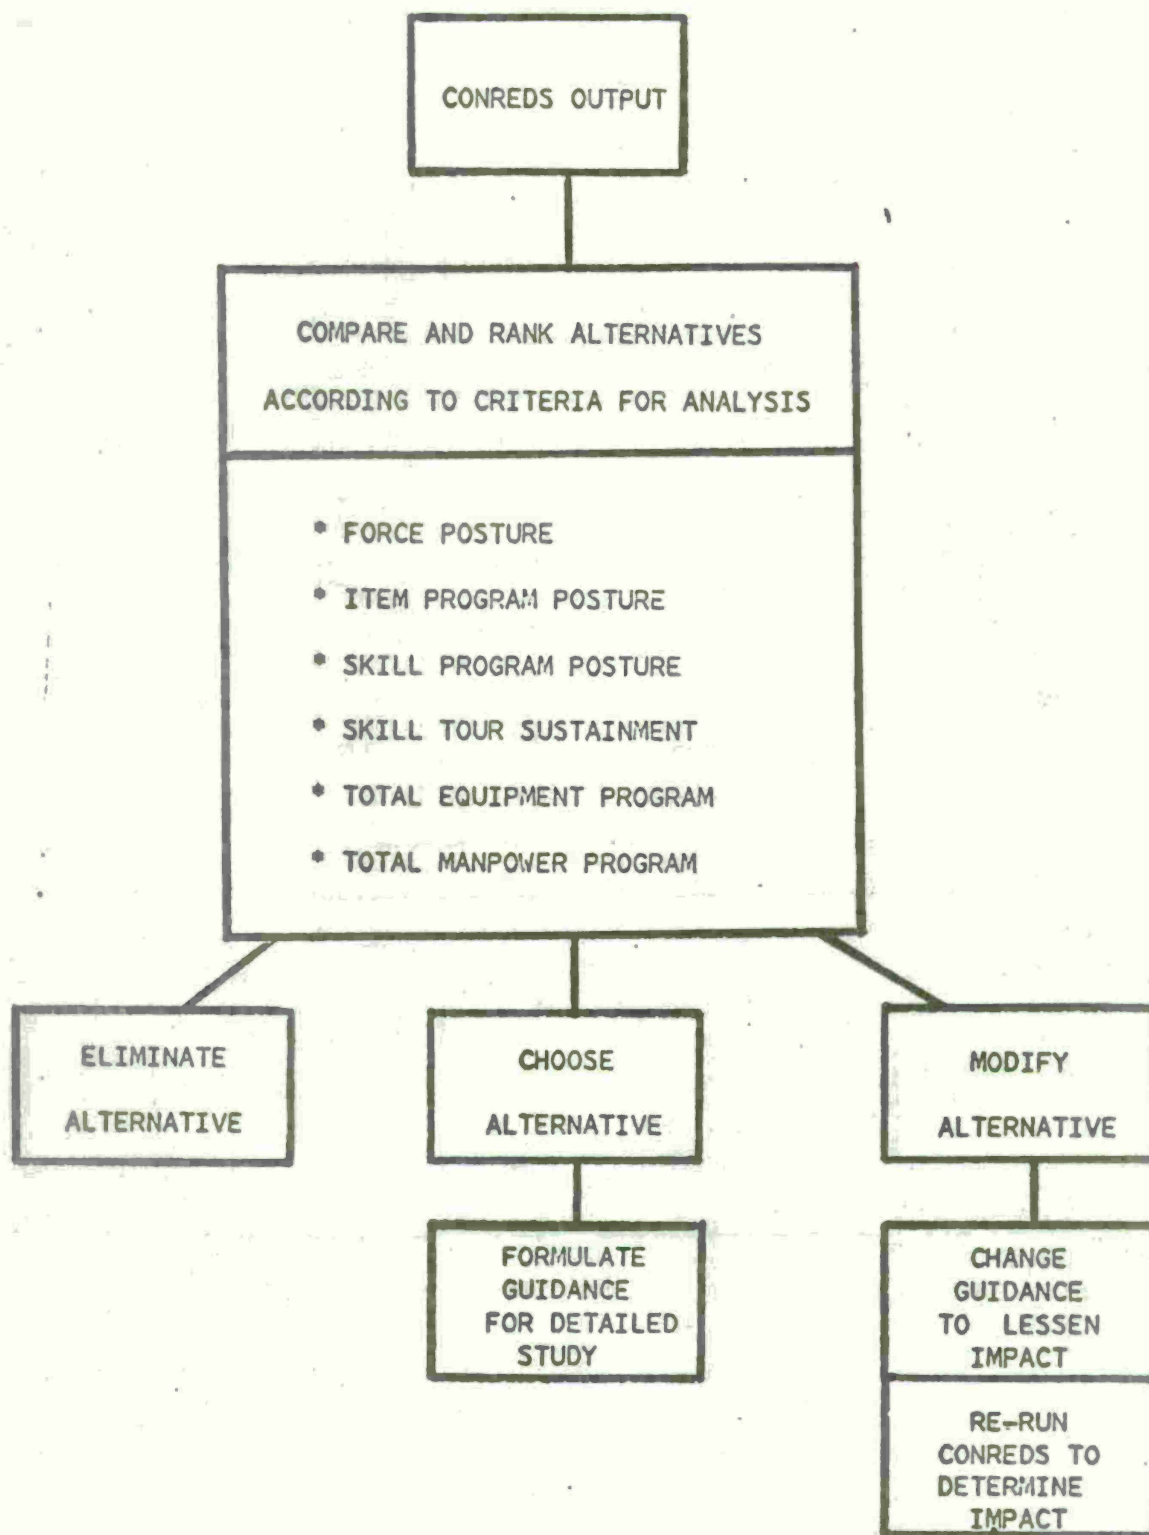 CONREDS OUTPUT
COMPARE AND RANK ALTERNATIVES
ACCORDING TO CRITERIA FOR ANALYSIS
* FORCE POSTURE
* ITEM PROGRAM POSTURE
* SKILL PROGRAM POSTURE
* SKILL TOUR SUSTAINMENT
* TOTAL EQUIPMENT PROGRAM
* TOTAL MANPOWER PROGRAM
ELIMINATE
ALTERNATIVE
CHOOSE
ALTERNATIVE
MODIFY
ALTERNATIVE
FORMULATE
GUIDANCE
FOR DETAILED
STUDY
CHANGE
GUIDANCE
TO LESSEN
IMPACT
RE-RUN
CONREDS TO
DETERMINE
IMPACT